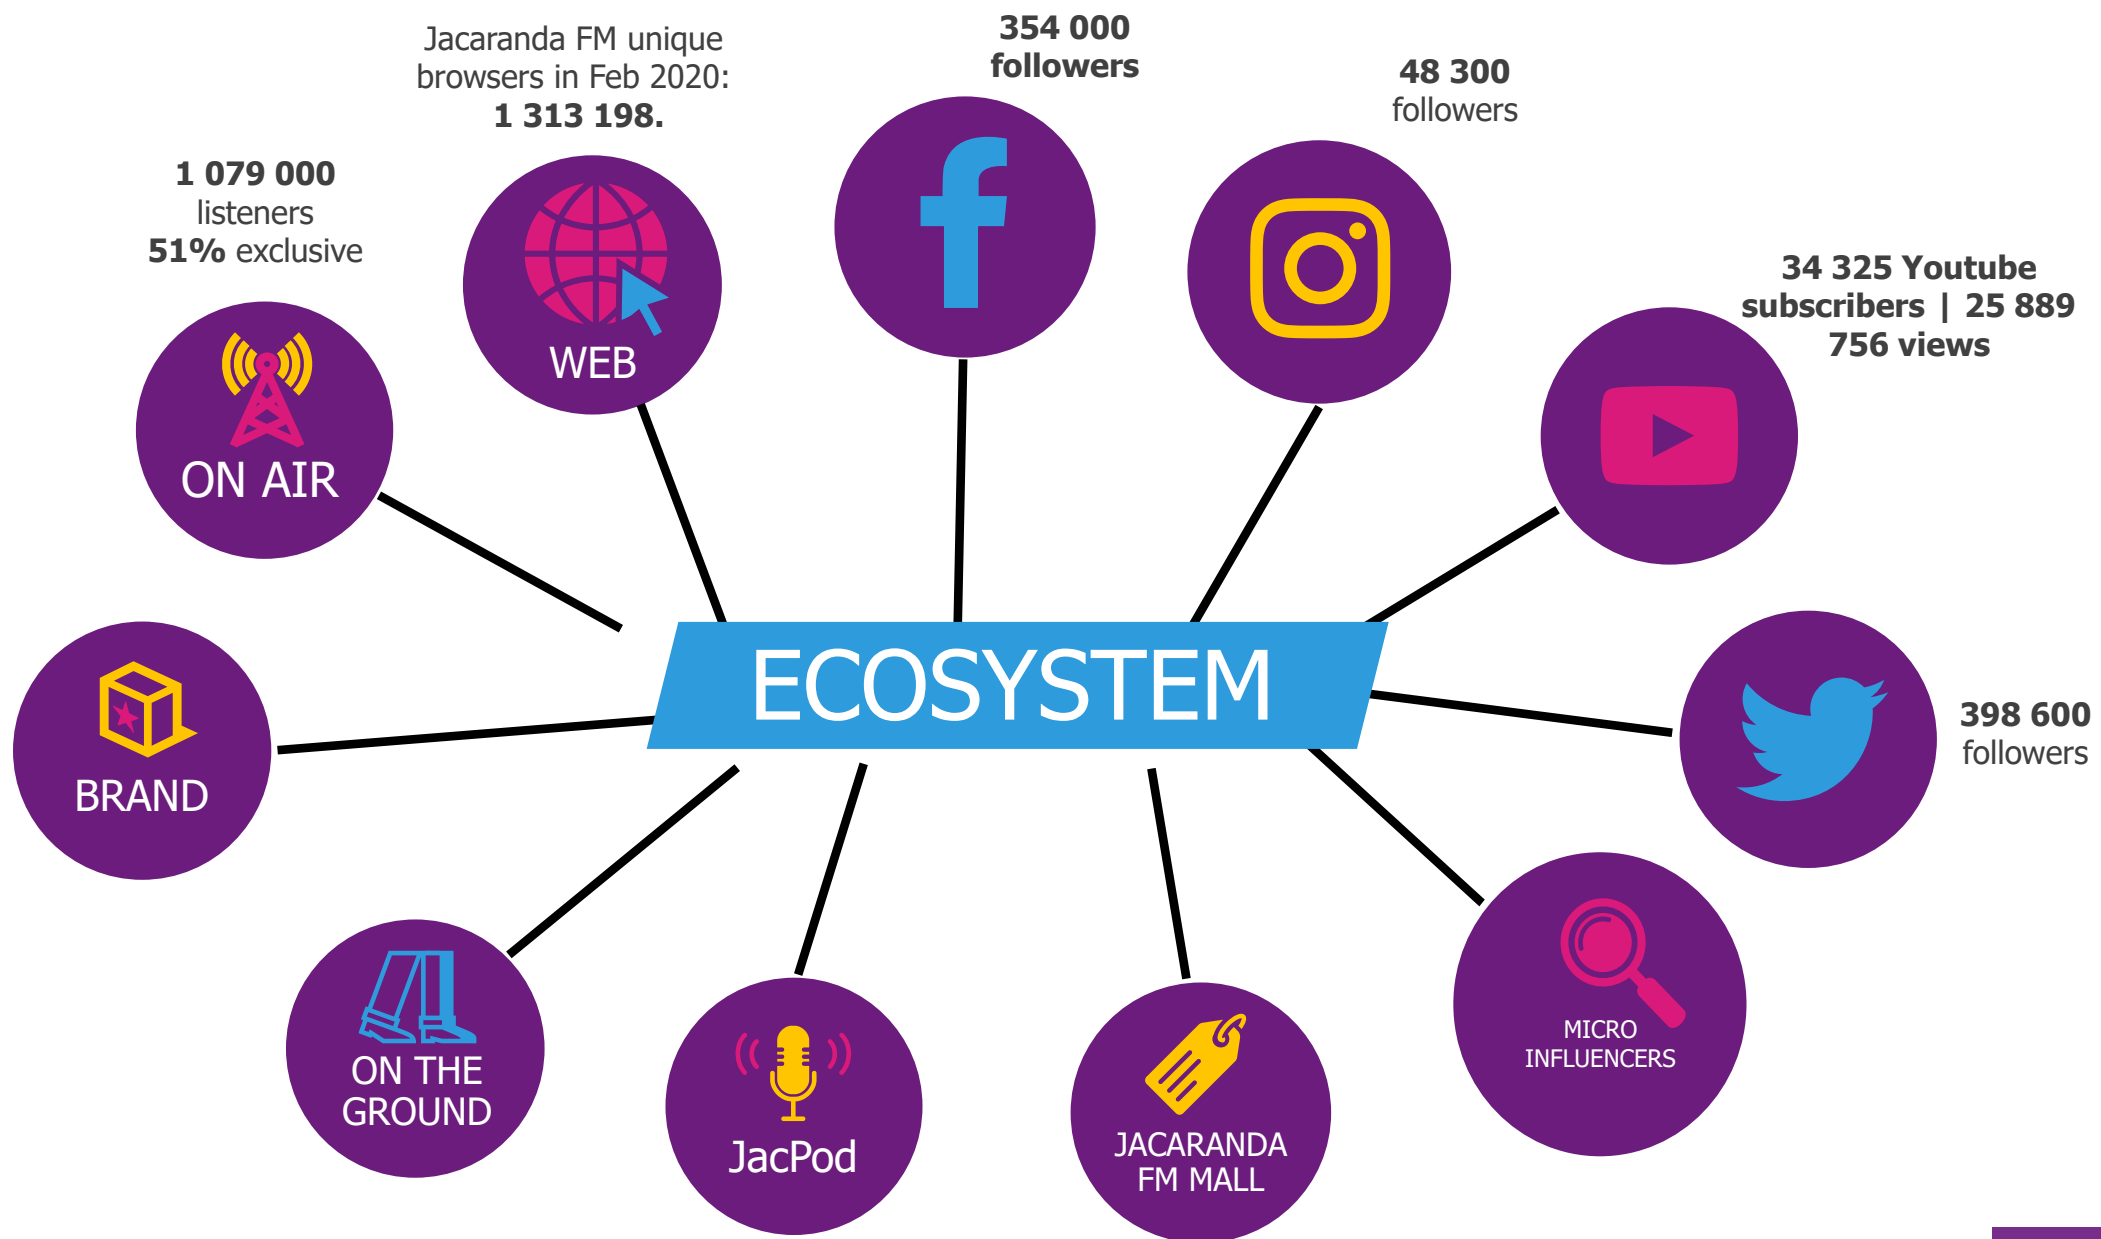 354 000
followers
Jacaranda FM unique
browsers in Feb 2020:
1 313 198.
48 300
followers
1 079 000
listeners
51% exclusive
34 325 Youtube
subscribers | 25 889
756 views
WEB
ON AIR
ECOSYSTEM
398 600
followers
BRAND
MICRO
INFLUENCERS
ON THE
GROUND
JacPod
JACARANDA
FM MALL